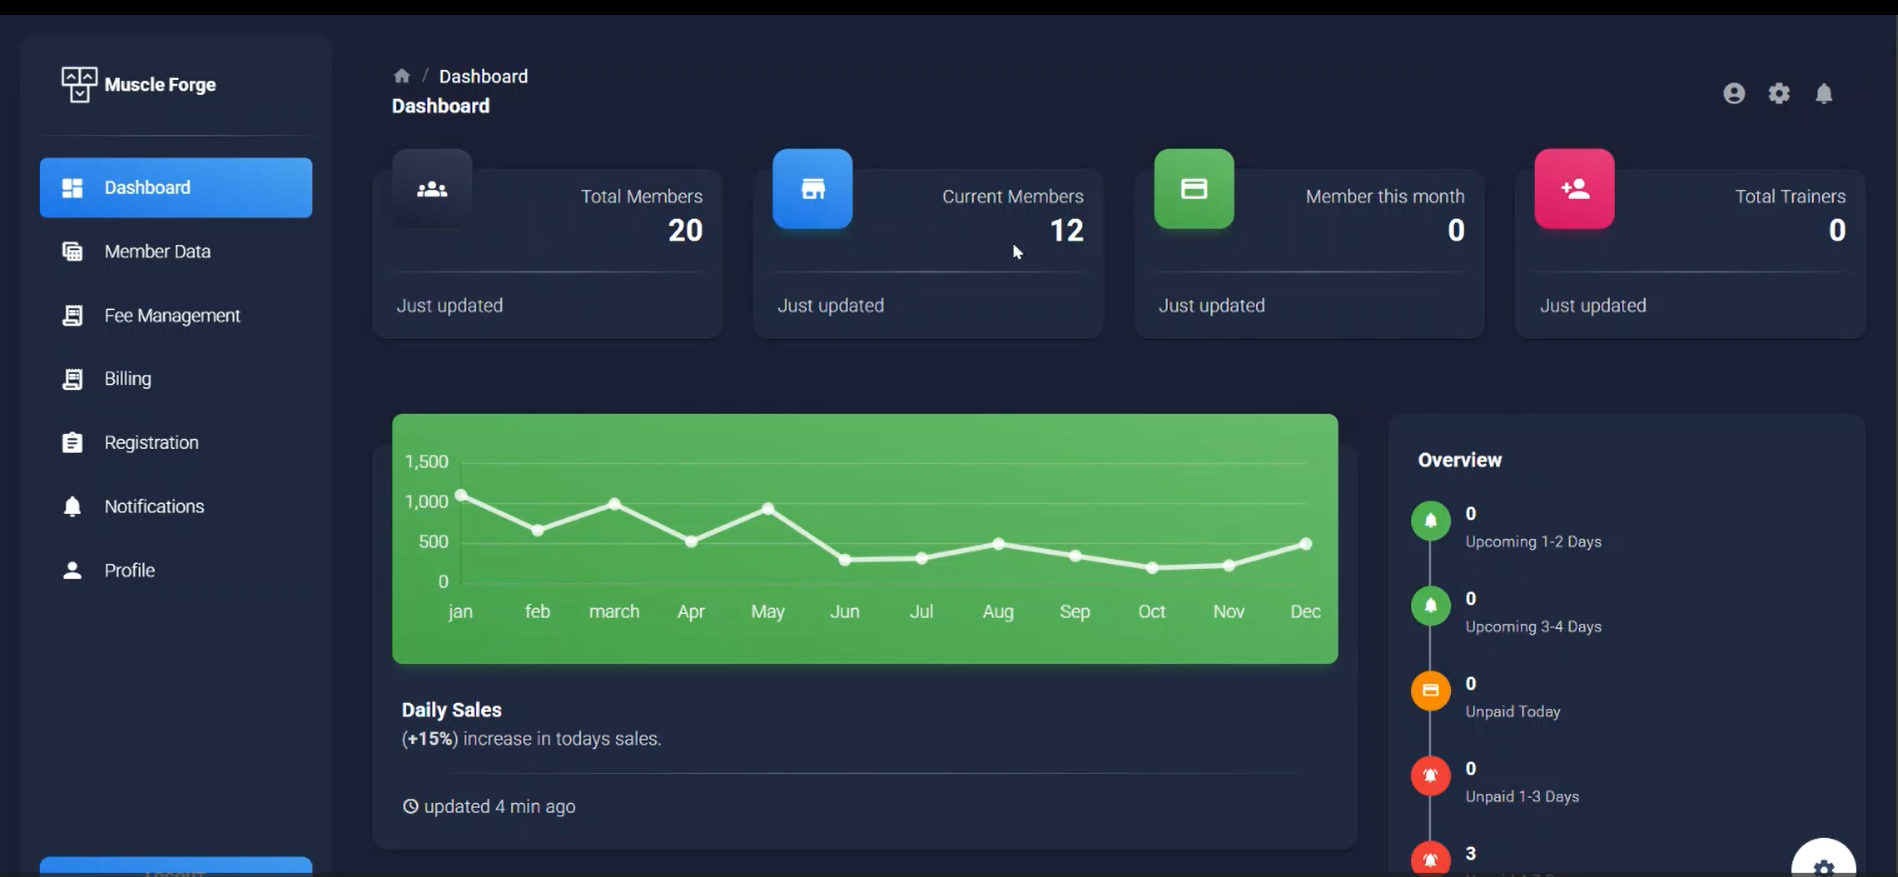 Muscle Forge
Dashboard
Member Data
Fee Management
Billing
Registration
Notifications
Profile
/ Dashboard
Dashboard
Total Members
20
Just updated
Current Members
12
Just updated
Member this month
0
Just updated
Total Trainers
0
Just updated
1,500
1,000
500
0
jan feb march Apr May Jun Jul Aug Sep Oct Nov Dec
Daily Sales
(+15%) increase in todays sales.
updated 4 min ago
Overview
0
Upcoming 1-2 Days
0
Upcoming 3-4 Days
0
Unpaid Today
0
Unpaid 1-3 Days
3